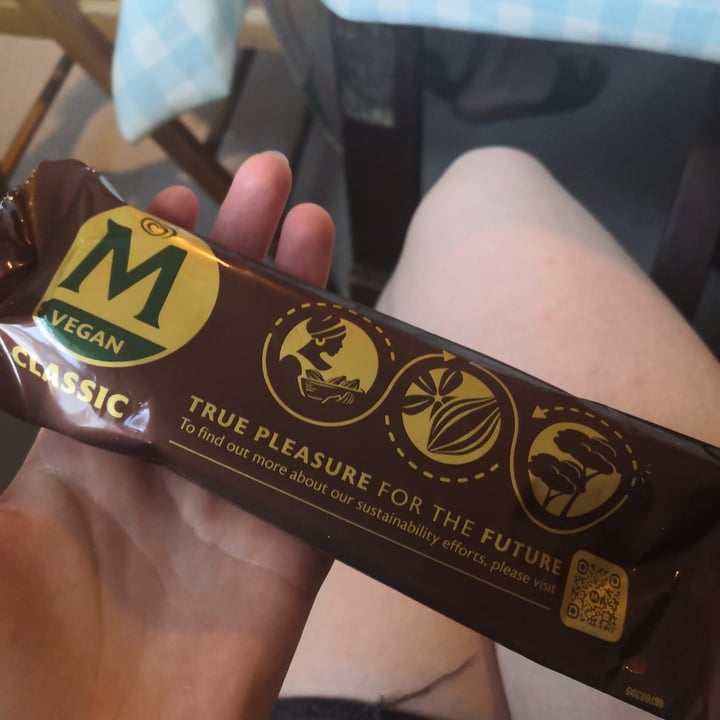 M
VEGAN
CLASSIC
TRUE PLEASURE FOR THE FUTURE
To find out more about our sustainability efforts, please visit